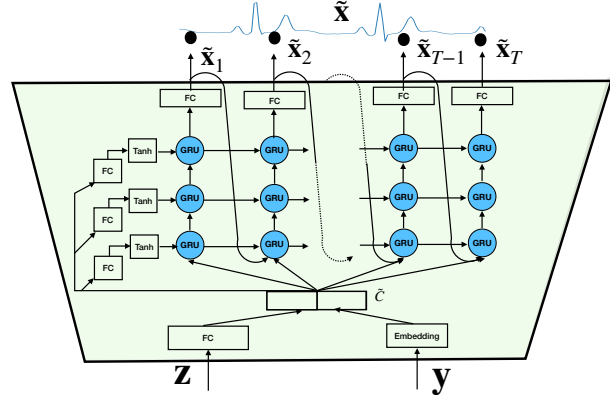 x̃
x̃₁ x̃₂ x̃_{T−1} x̃_T
FC FC FC FC
GRU GRU GRU GRU
Tanh
FC
GRU GRU GRU GRU
Tanh
FC
GRU GRU GRU GRU
Tanh
FC
C̃
FC Embedding
z y